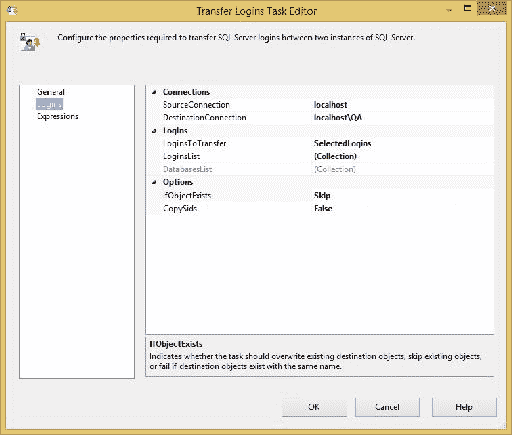 Transfer Logins Task Editor
Configure the properties required to transfer SQL Server logins between two instances of SQL Server.
General
Logins
Expressions
Connections
SourceConnection localhost
DestinationConnection localhost\QA
Logins
LoginsToTransfer SelectedLogins
LoginsList (Collection)
DatabasesList (Collection)
Options
IfObjectExists Skip
CopySids False
IfObjectExists
Indicates whether the task should overwrite existing destination objects, skip existing objects,
or fail if destination objects exist with the same name.
OK Cancel Help